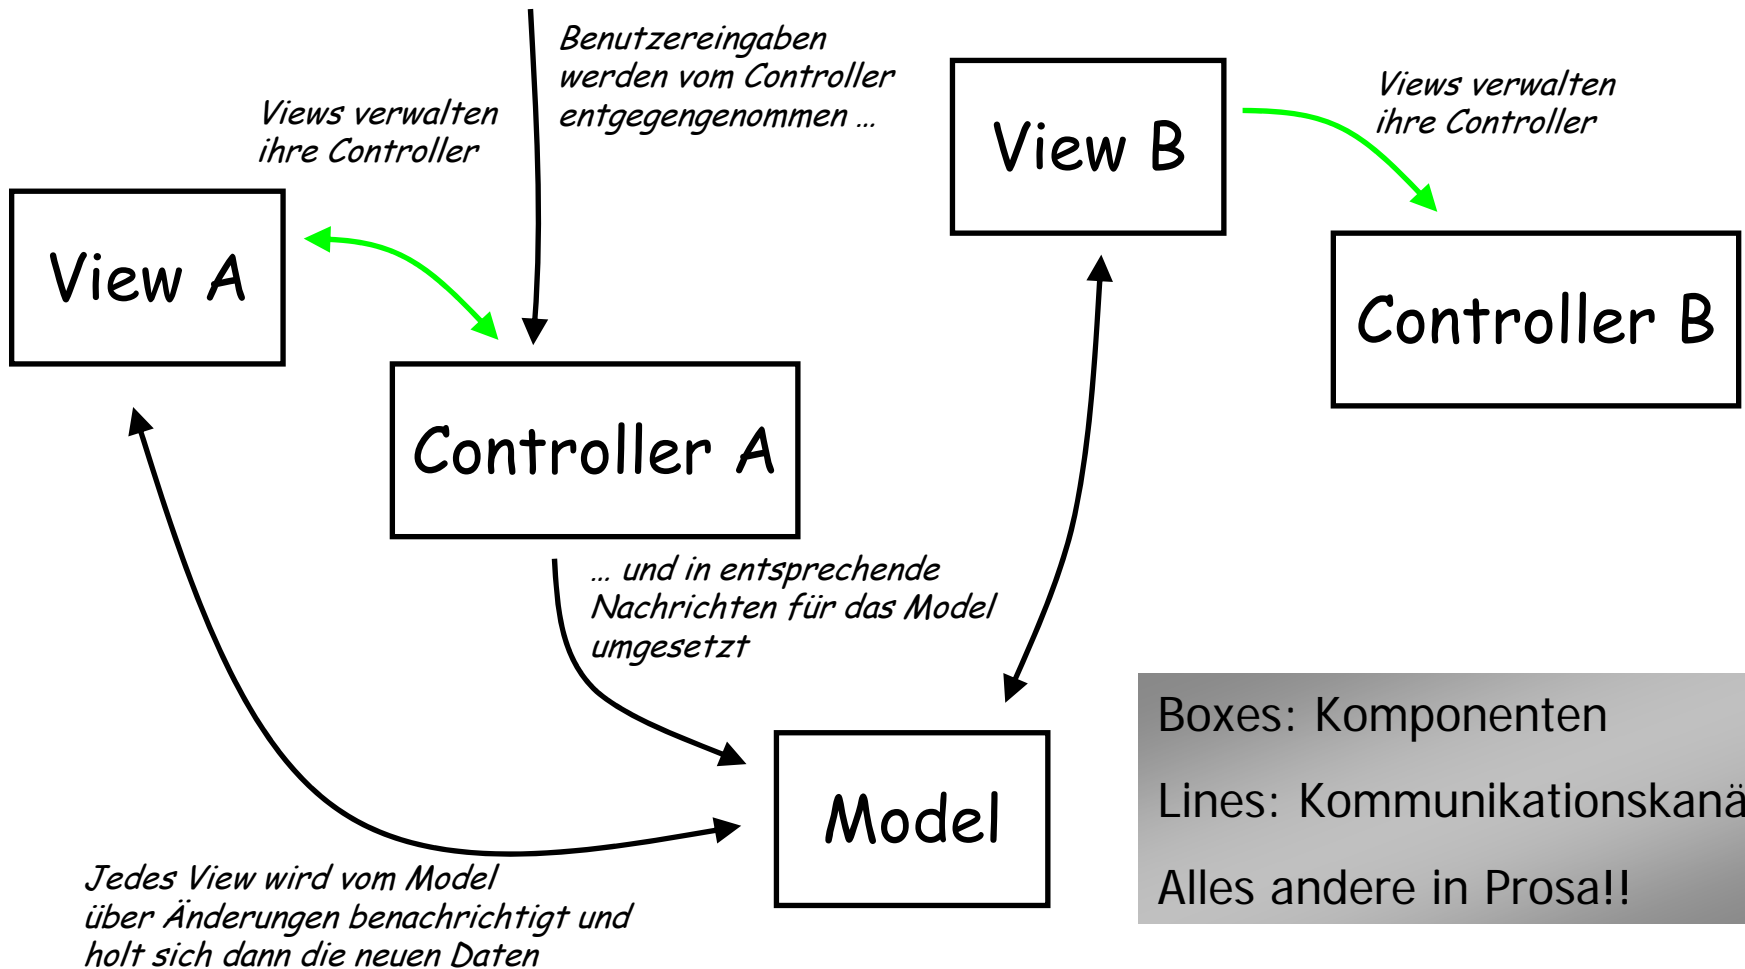 Benutzereingaben
werden vom Controller
entgegengenommen …
Views verwalten
ihre Controller
View B
Views verwalten
ihre Controller
View A
Controller B
Controller A
… und in entsprechende
Nachrichten für das Model
umgesetzt
Model
Jedes View wird vom Model
über Änderungen benachrichtigt und
holt sich dann die neuen Daten
Boxes: Komponenten
Lines: Kommunikationskanä
Alles andere in Prosa!!